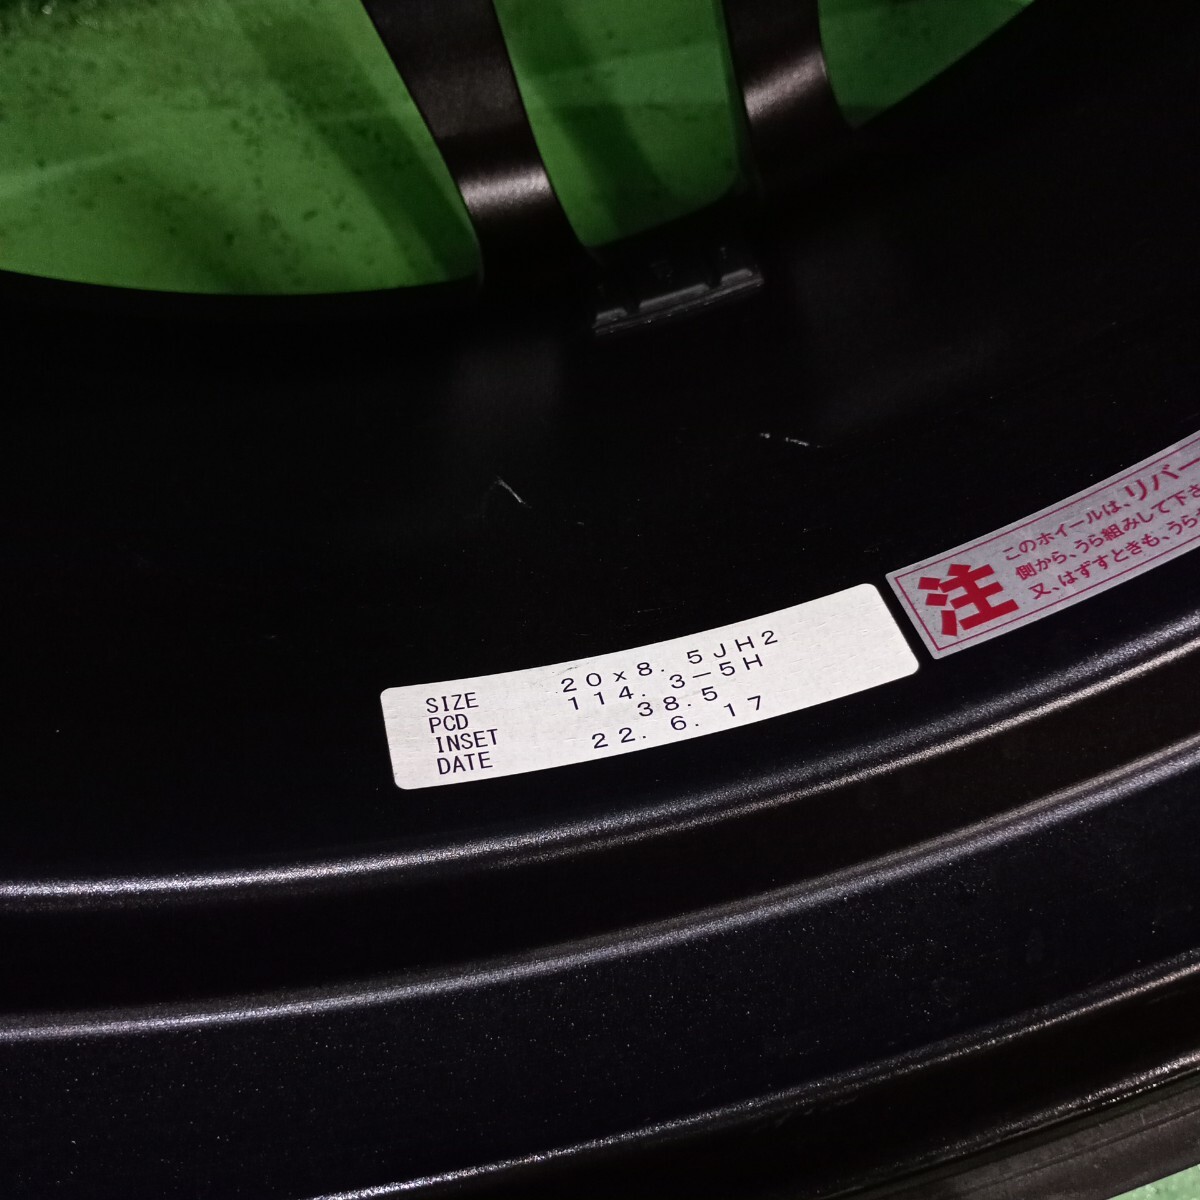 SIZE 20×8.5JH2
PCD 114.3-5H
INSET 38.5
DATE 22.6.17
注
このホイールは、リバー
側から、うら組みして下さ
又、はずすときも、うら